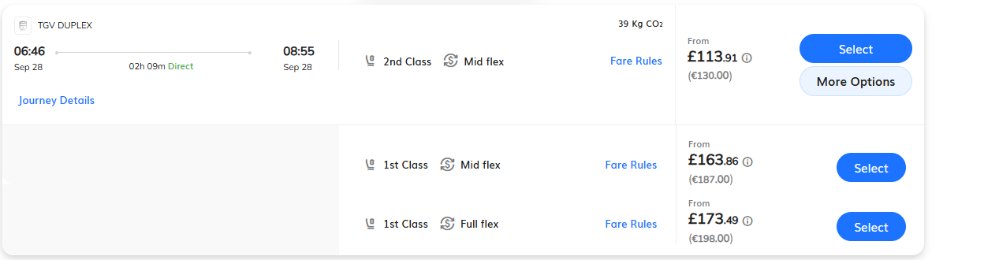 TGV DUPLEX
39 Kg CO₂
06:46 08:55
Sep 28 02h 09m Direct Sep 28
2nd Class Mid flex Fare Rules
Journey Details
From
£113.91
(€130.00)
Select
More Options
1st Class Mid flex Fare Rules
From
£163.86
(€187.00)
Select
1st Class Full flex Fare Rules
From
£173.49
(€198.00)
Select